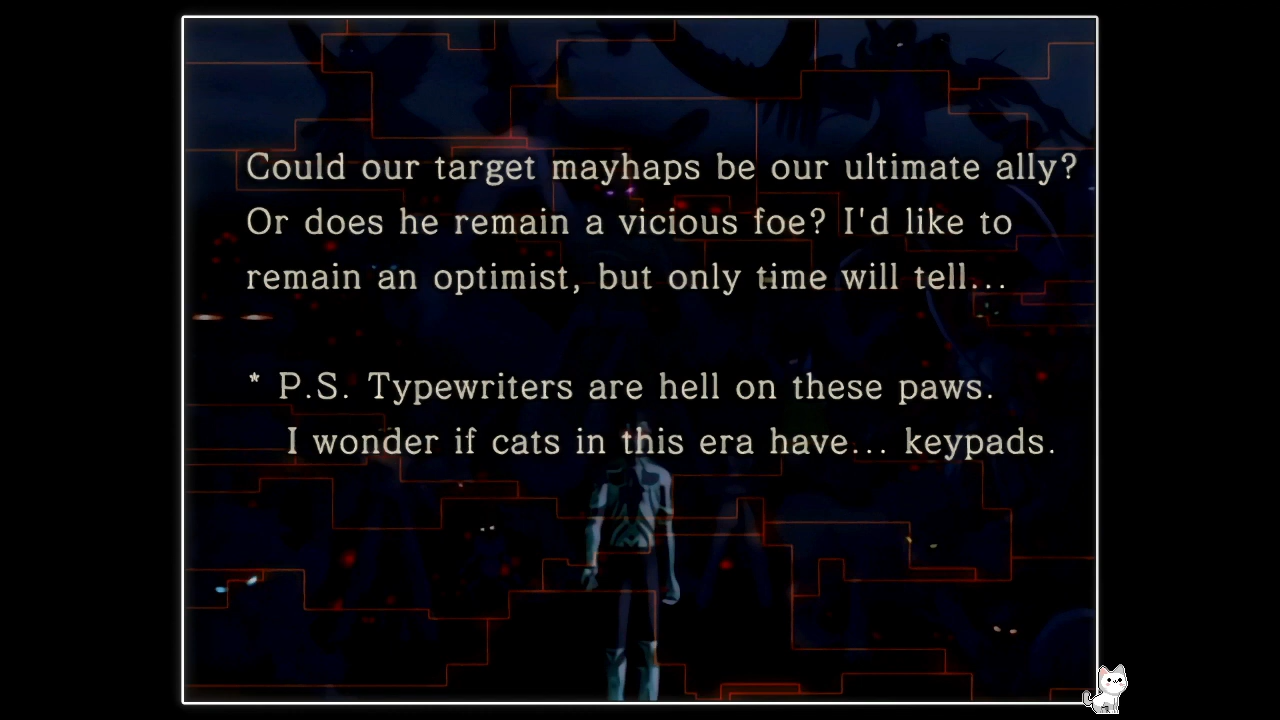 Could our target mayhaps be our ultimate ally?
Or does he remain a vicious foe? I'd like to
remain an optimist, but only time will tell...
* P.S. Typewriters are hell on these paws.
I wonder if cats in this era have... keypads.